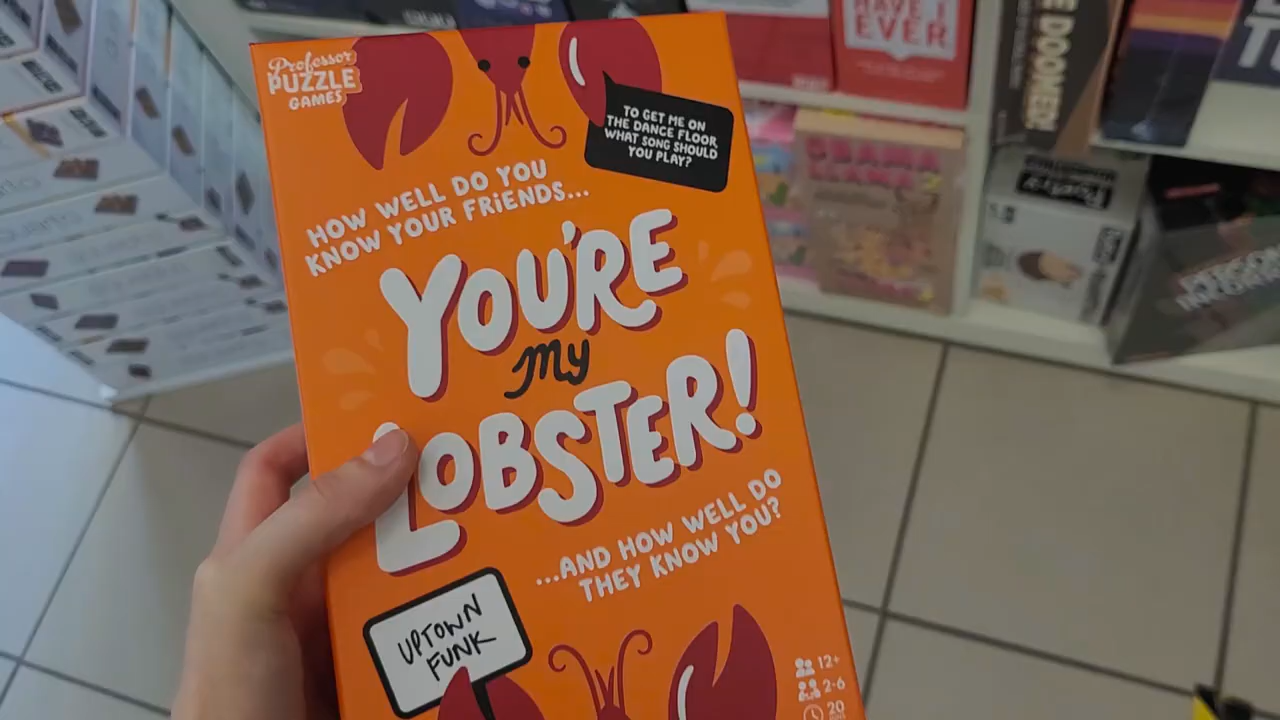 Professor
PUZZLE
GAMES
TO GET ME ON
THE DANCE FLOOR,
WHAT SONG SHOULD
YOU PLAY?
HOW WELL DO YOU
KNOW YOUR FRIENDS...
YOU'RE
my
LOBSTER!
...AND HOW WELL DO
THEY KNOW YOU?
UPTOWN
FUNK
12+
2-6
20
HAVE I
EVER